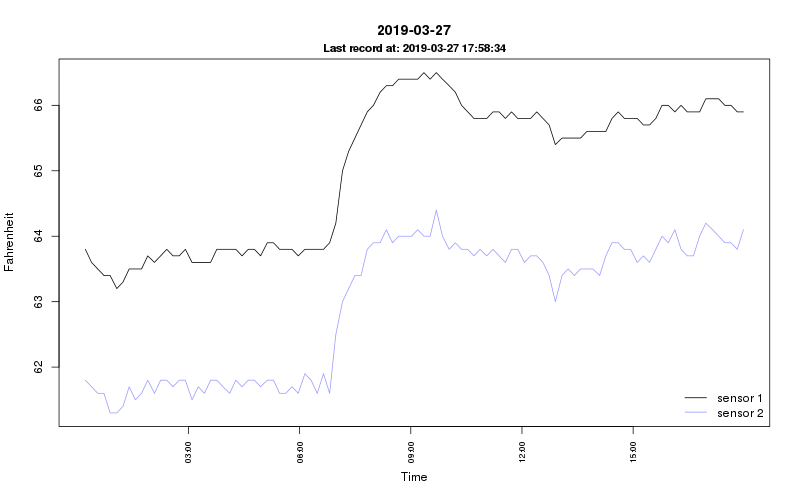 2019-03-27
Last record at: 2019-03-27 17:58:34
Fahrenheit
66
65
64
63
62
sensor 1
sensor 2
03:00
06:00
09:00
12:00
15:00
Time